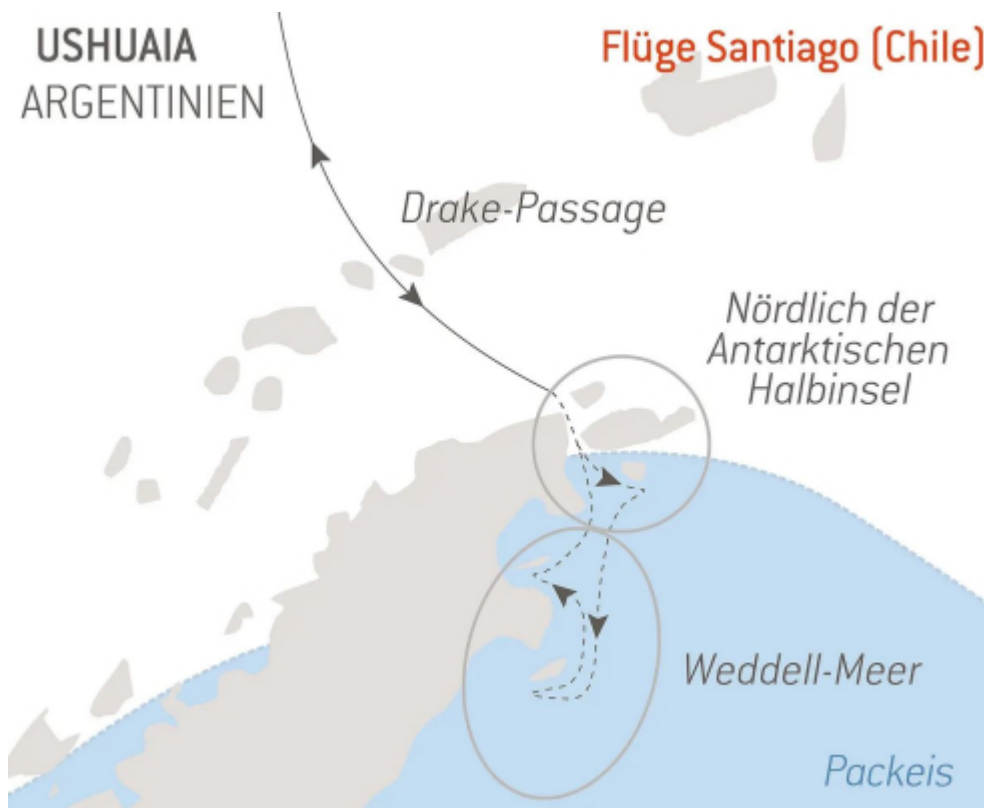 USHUAIA
ARGENTINIEN
Flüge Santiago (Chile)
Drake-Passage
Nördlich der
Antarktischen
Halbinsel
Weddell-Meer
Packeis